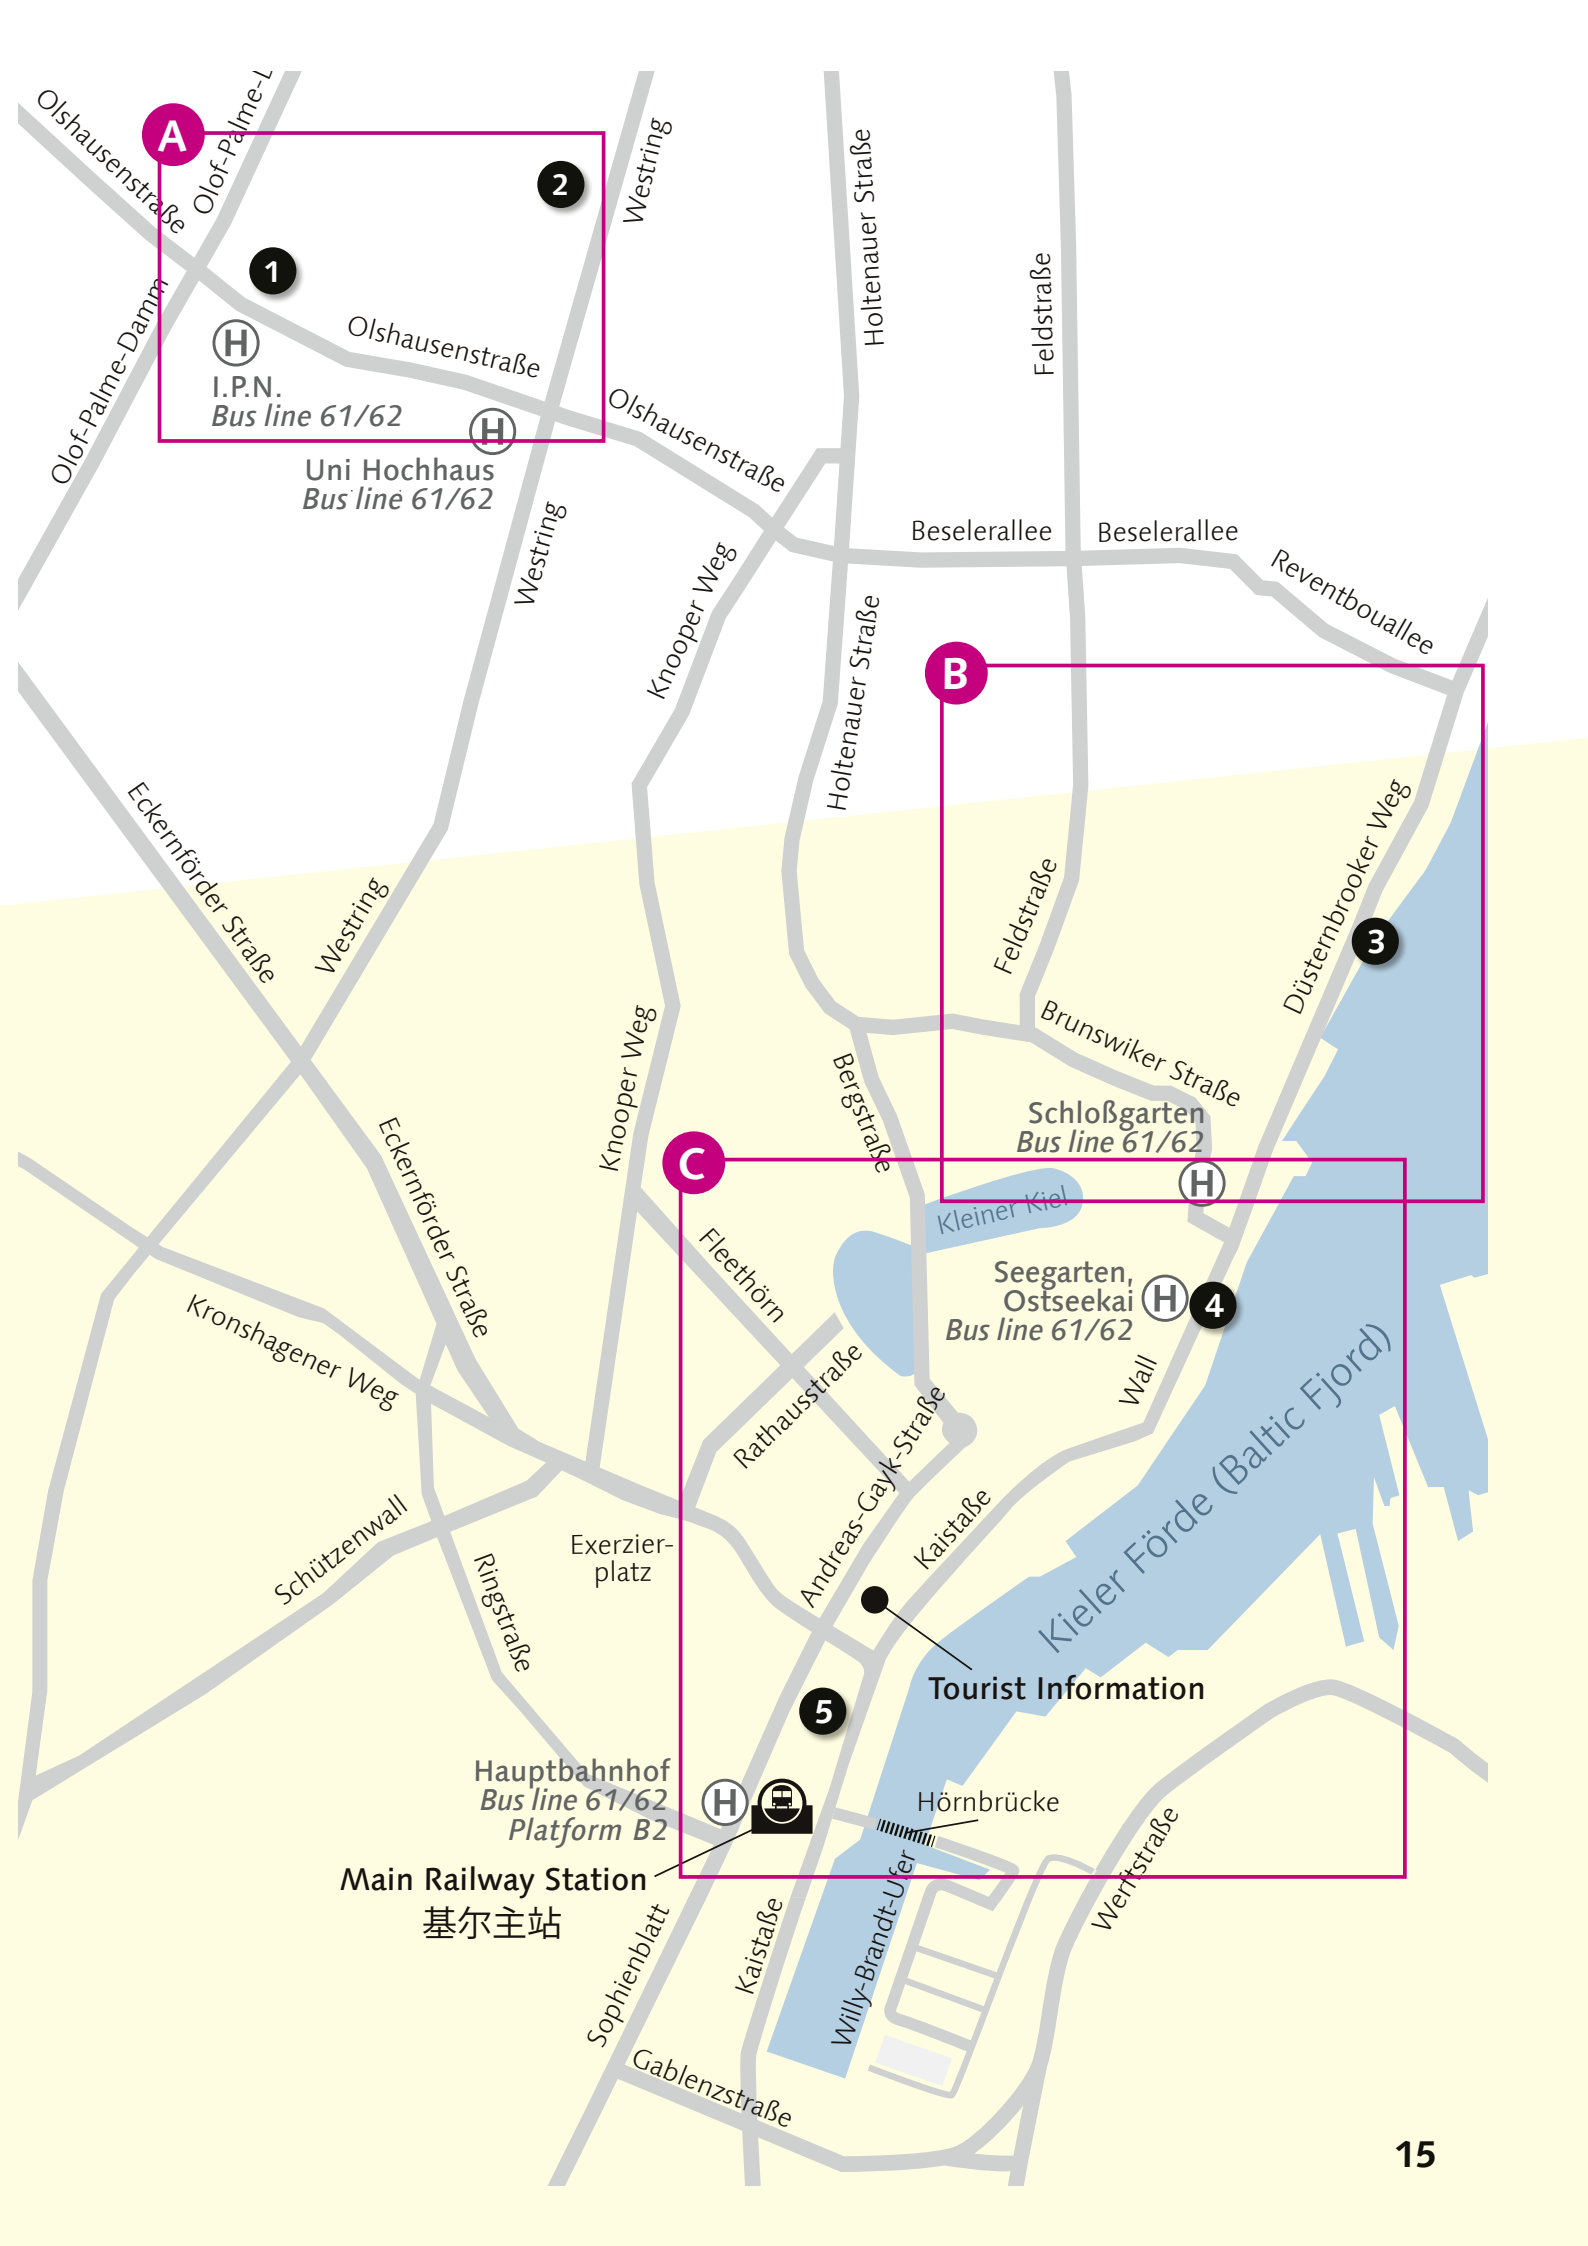 Olshausenstraße
Olof-Palme-D
A
Westring
2
Holtenauer Straße
1
Feldstraße
Olof-Palme-Damm
H
Olshausenstraße
I.P.N.
Bus line 61/62
H
Olshausenstraße
Uni Hochhaus
Bus line 61/62
Westring
Beselerallee
Beselerallee
Reventbouallee
Knooper Weg
Holtenauer Straße
B
Eckernförder Straße
Westring
Feldstraße
Düsternbrooker Weg
3
Brunswiker Straße
Knooper Weg
Bergstraße
Schloßgarten
Bus line 61/62
H
C
Eckernförder Straße
Kleiner Kiel
Fleethörn
Seegarten,
Ostseekai
Bus line 61/62
H
4
Kronshagener Weg
Rathausstraße
Wall
Kieler Förde (Baltic Fjord)
Andreas-Gayk-Straße
Kaistaße
Schützenwall
Exerzier-
platz
Ringstraße
Tourist Information
5
Hauptbahnhof
Bus line 61/62
Platform B2
H
Hörnbrücke
Main Railway Station
基尔主站
Werftstraße
Willy-Brandt-Ufer
Sophienblatt
Kaistaße
Gablenzstraße
15